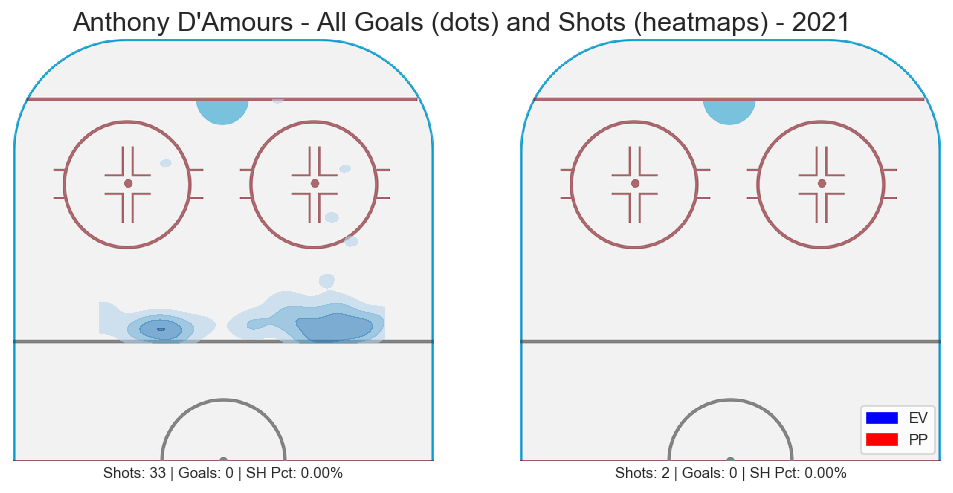 Anthony D'Amours - All Goals (dots) and Shots (heatmaps) - 2021
EV
PP
Shots: 33 | Goals: 0 | SH Pct: 0.00%
Shots: 2 | Goals: 0 | SH Pct: 0.00%